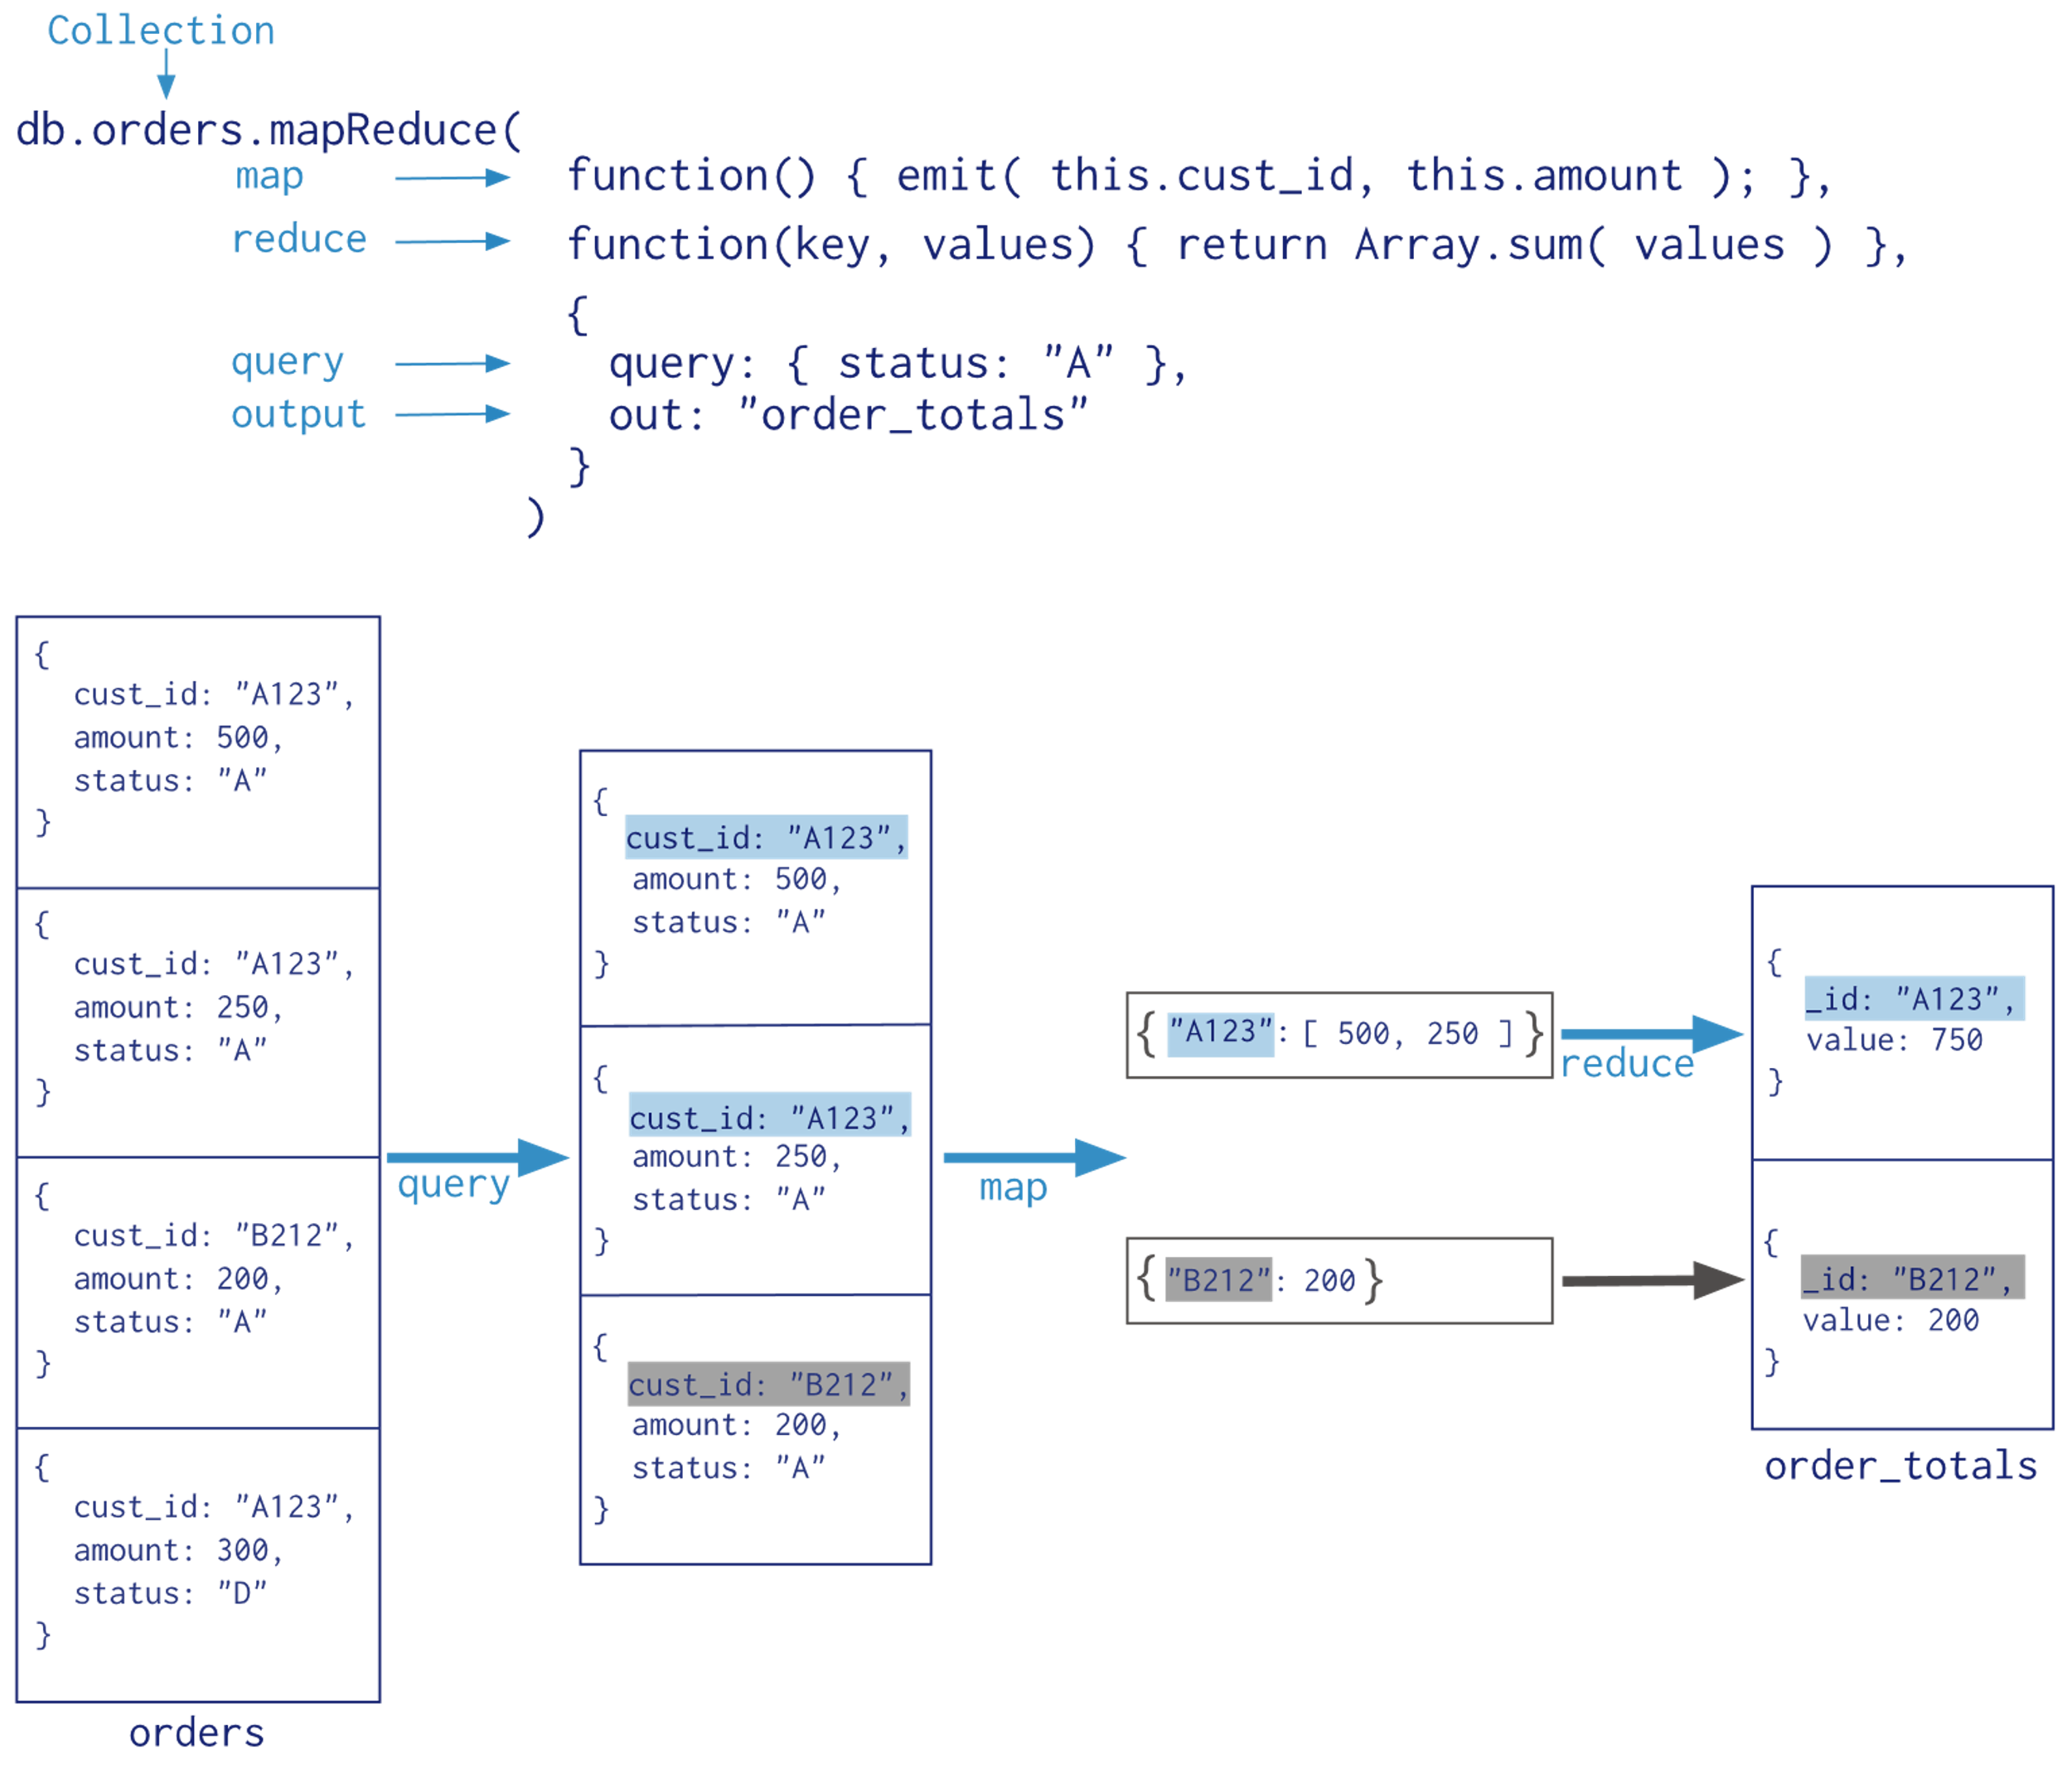 Collection
db.orders.mapReduce(
map
function() { emit( this.cust_id, this.amount ); },
reduce
function(key, values) { return Array.sum( values ) },
{
query
query: { status: "A" },
output
out: "order_totals"
}
)
{
cust_id: "A123",
amount: 500,
status: "A"
}
{
cust_id: "A123",
amount: 250,
status: "A"
}
{
cust_id: "B212",
amount: 200,
status: "A"
}
{
cust_id: "A123",
amount: 300,
status: "D"
}
orders
query
{
cust_id: "A123",
amount: 500,
status: "A"
}
{
cust_id: "A123",
amount: 250,
status: "A"
}
{
cust_id: "B212",
amount: 200,
status: "A"
}
map
{ "A123": [ 500, 250 ] }
reduce
{ "B212": 200 }
{
_id: "A123",
value: 750
}
{
_id: "B212",
value: 200
}
order_totals